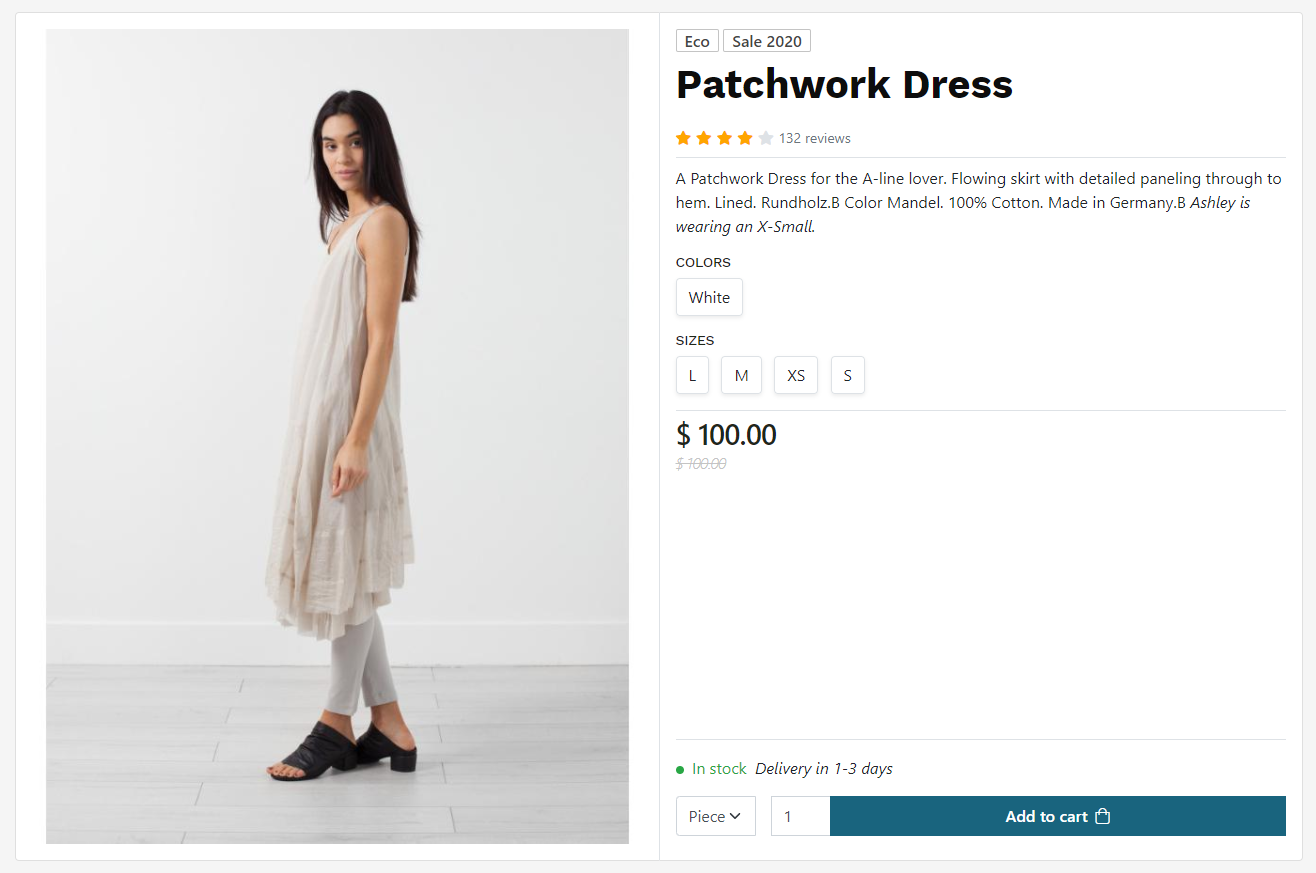 Eco Sale 2020
Patchwork Dress
132 reviews
A Patchwork Dress for the A-line lover. Flowing skirt with detailed paneling through to
hem. Lined. Rundholz.B Color Mandel. 100% Cotton. Made in Germany.B Ashley is
wearing an X-Small.
COLORS
White
SIZES
L M XS S
$ 100.00
$ 100.00
In stock Delivery in 1-3 days
Piece 1 Add to cart